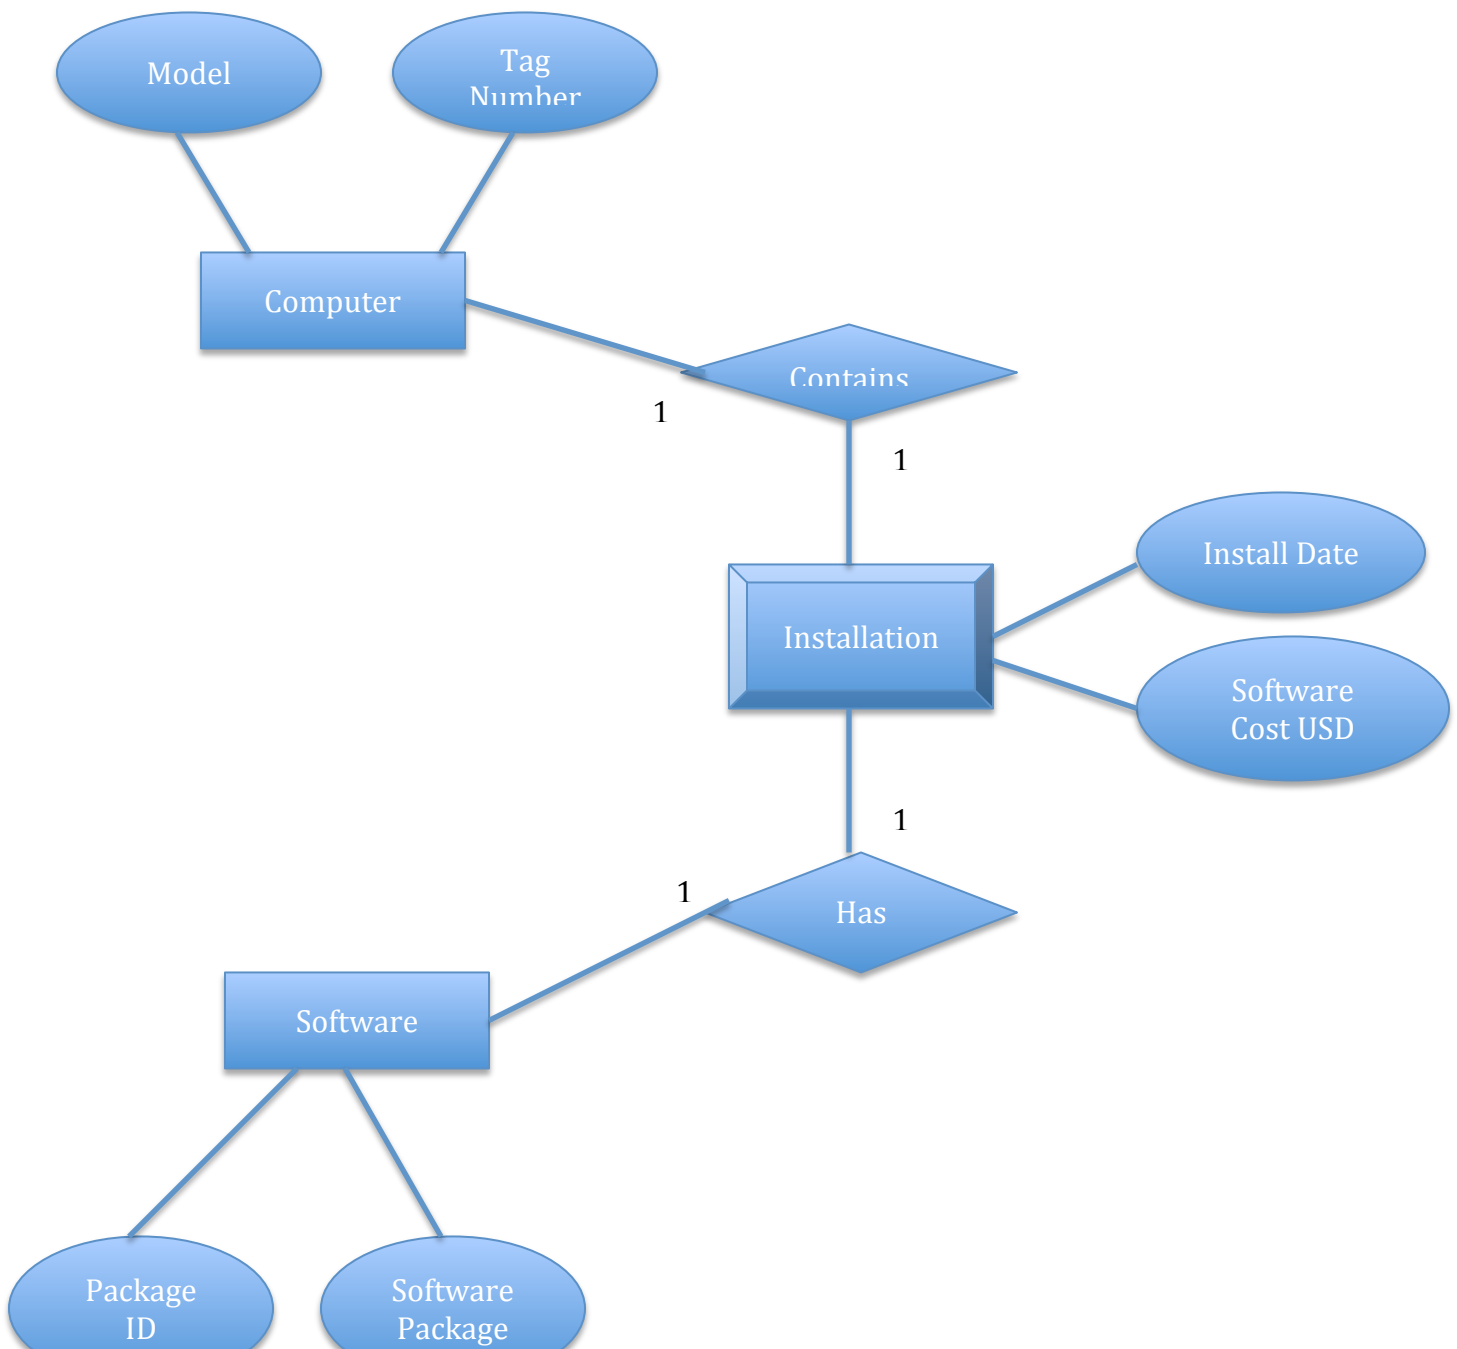 Model
Tag
Number
Computer
Contains
1
1
Install Date
Installation
Software
Cost USD
1
1
Has
Software
Package
ID
Software
Package